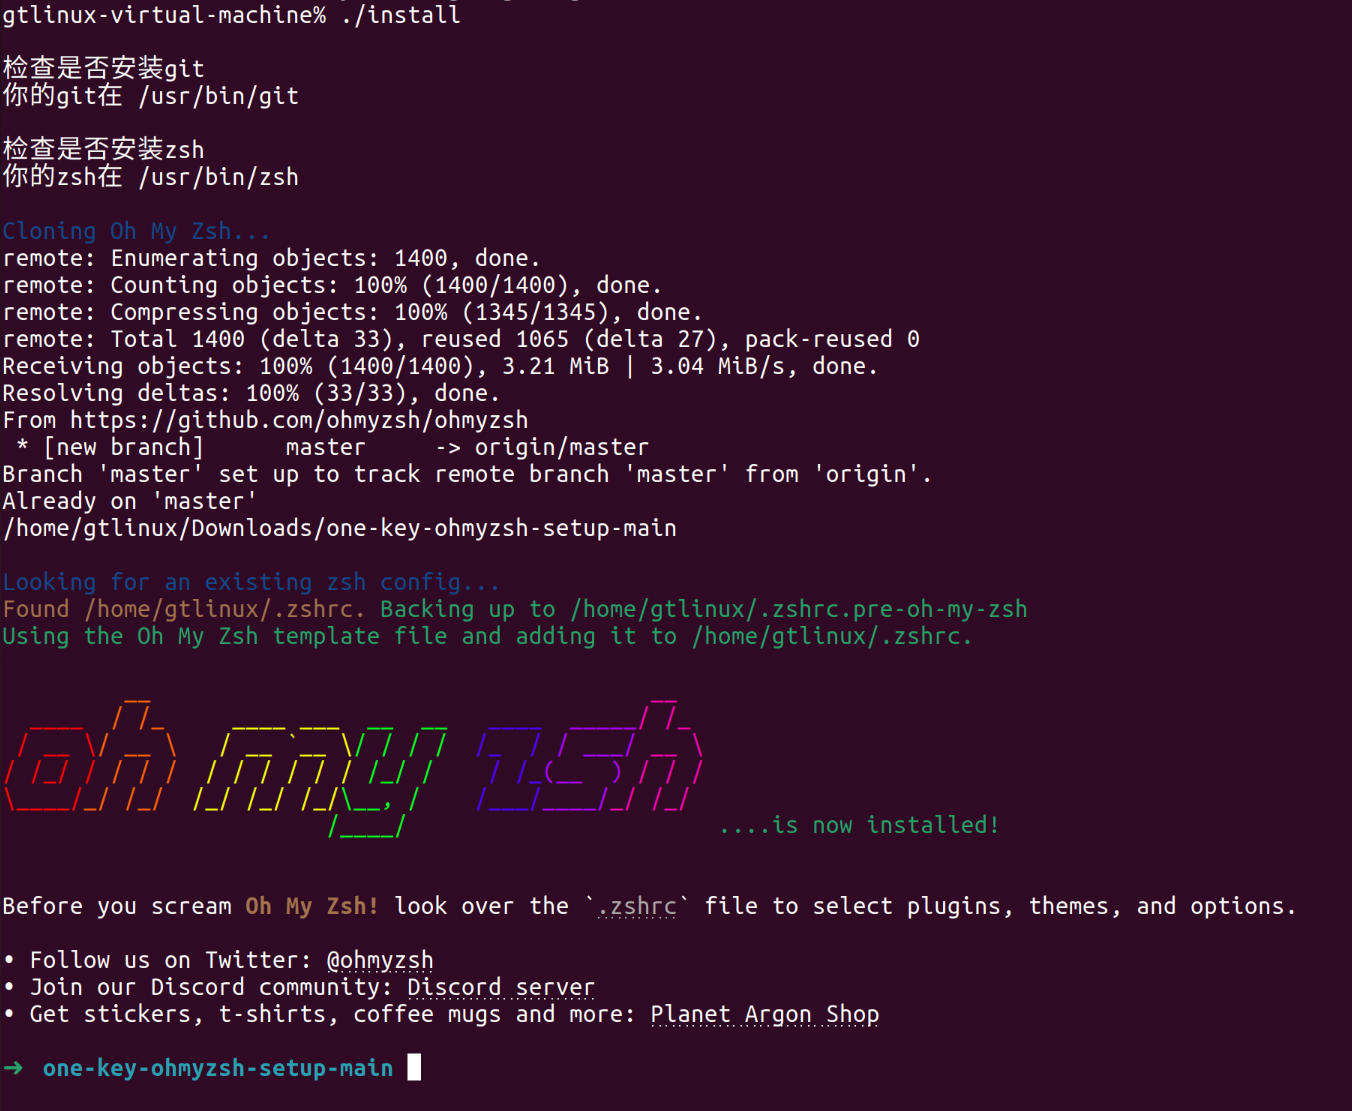 gtlinux-virtual-machine% ./install
检查是否安装git
你的git在 /usr/bin/git
检查是否安装zsh
你的zsh在 /usr/bin/zsh
Cloning Oh My Zsh...
remote: Enumerating objects: 1400, done.
remote: Counting objects: 100% (1400/1400), done.
remote: Compressing objects: 100% (1345/1345), done.
remote: Total 1400 (delta 33), reused 1065 (delta 27), pack-reused 0
Receiving objects: 100% (1400/1400), 3.21 MiB | 3.04 MiB/s, done.
Resolving deltas: 100% (33/33), done.
From https://github.com/ohmyzsh/ohmyzsh
 * [new branch]      master     -> origin/master
Branch 'master' set up to track remote branch 'master' from 'origin'.
Already on 'master'
/home/gtlinux/Downloads/one-key-ohmyzsh-setup-main
Looking for an existing zsh config...
Found /home/gtlinux/.zshrc. Backing up to /home/gtlinux/.zshrc.pre-oh-my-zsh
Using the Oh My Zsh template file and adding it to /home/gtlinux/.zshrc.
oh my zsh
....is now installed!
Before you scream Oh My Zsh! look over the `.zshrc` file to select plugins, themes, and options.
• Follow us on Twitter: @ohmyzsh
• Join our Discord community: Discord server
• Get stickers, t-shirts, coffee mugs and more: Planet Argon Shop
➜ one-key-ohmyzsh-setup-main